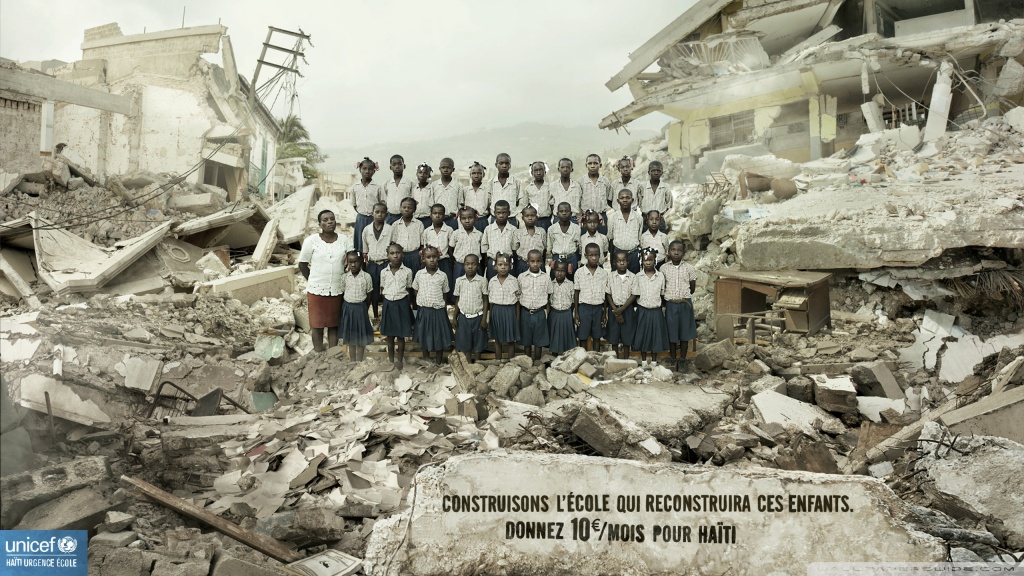 CONSTRUISONS L'ÉCOLE QUI RECONSTRUIRA CES ENFANTS.
DONNEZ 10€/MOIS POUR HAÏTI
unicef
HAÏTI URGENCE ÉCOLE